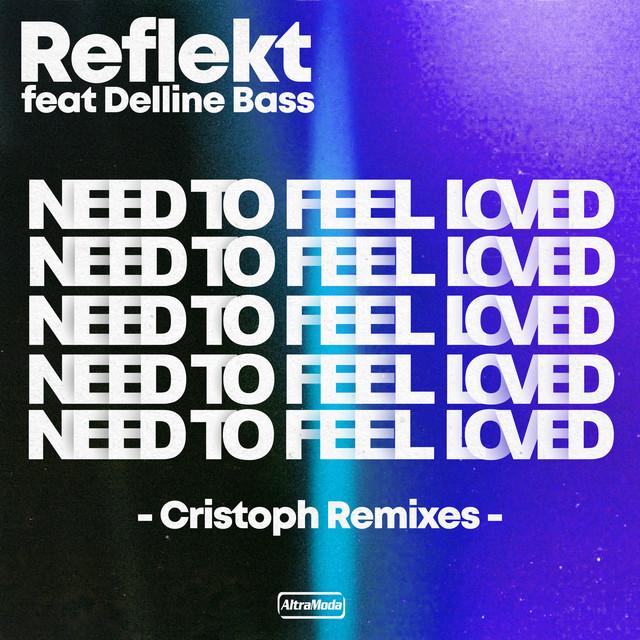 Reflekt
feat Delline Bass
NEED TO FEEL LOVED
NEED TO FEEL LOVED
NEED TO FEEL LOVED
NEED TO FEEL LOVED
NEED TO FEEL LOVED
- Cristoph Remixes -
AltraModa